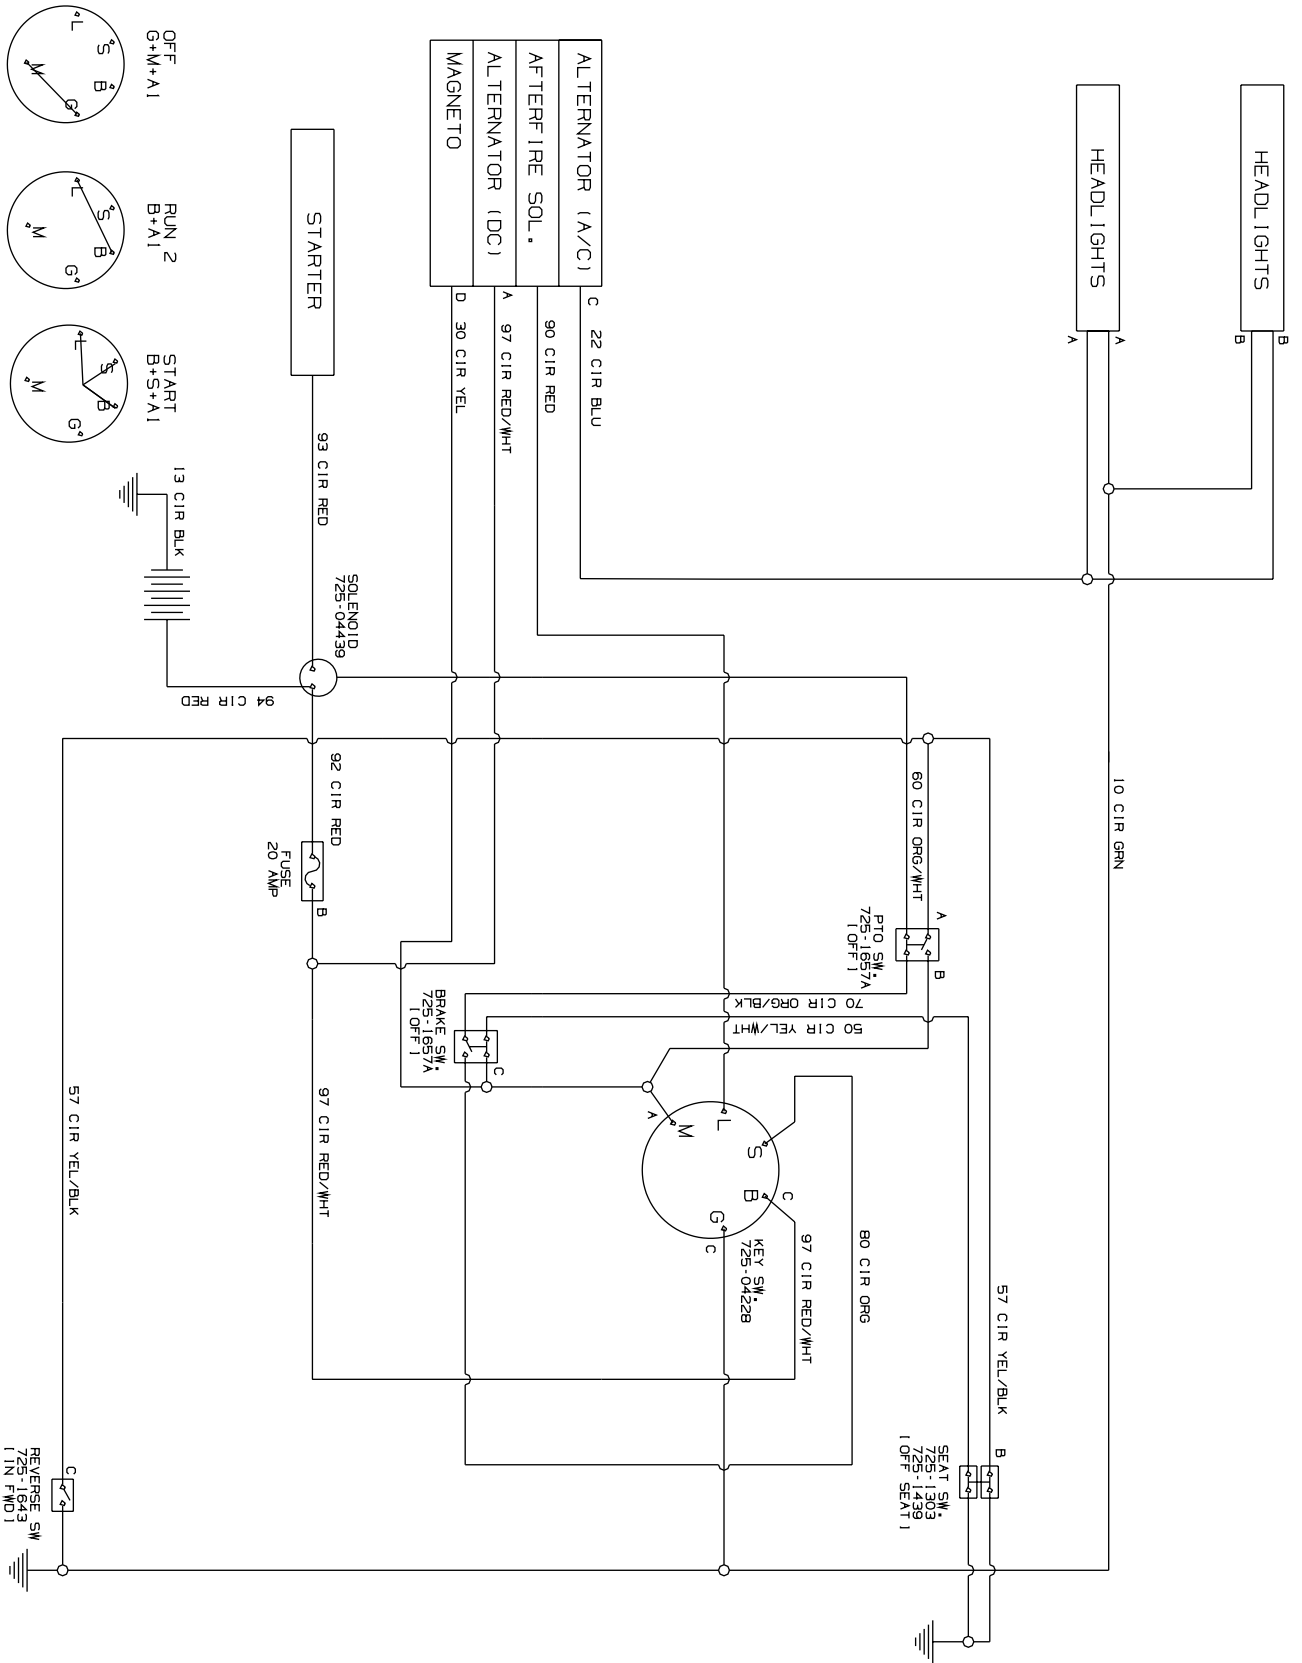 HEADLIGHTS
B
B
HEADLIGHTS
A
A
10 CIR GRN
ALTERNATOR (A/C)
C
22 CIR BLU
AFTERFIRE SOL.
90 CIR RED
ALTERNATOR (DC)
A
97 CIR RED/WHT
MAGNETO
D
30 CIR YEL
STARTER
93 CIR RED
SOLENOID
725-04439
60 CIR ORG/WHT
A
B
PTO SW.
725-1657A
[OFF]
70 CIR ORG/BLK
50 CIR YEL/WHT
BRAKE SW.
725-1657A
[OFF]
C
92 CIR RED
FUSE
20 AMP
B
97 CIR RED/WHT
57 CIR YEL/BLK
80 CIR ORG
97 CIR RED/WHT
A
M
L
S
B
G
C
C
KEY SW.
725-04228
57 CIR YEL/BLK
B
SEAT SW.
725-1303
725-1439
[OFF SEAT]
C
REVERSE SW
725-1643
[IN FWD]
OFF
G+M+A1
L
S
B
M
G
RUN 2
B+A1
L
S
B
M
G
START
B+S+A1
L
S
B
M
G
13 CIR BLK
94 CIR RED